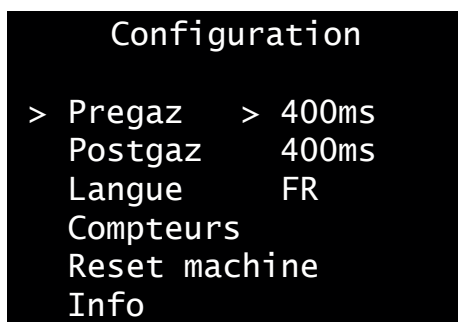 Configuration
> Pregaz > 400ms
Postgaz 400ms
Langue FR
Compteurs
Reset machine
Info